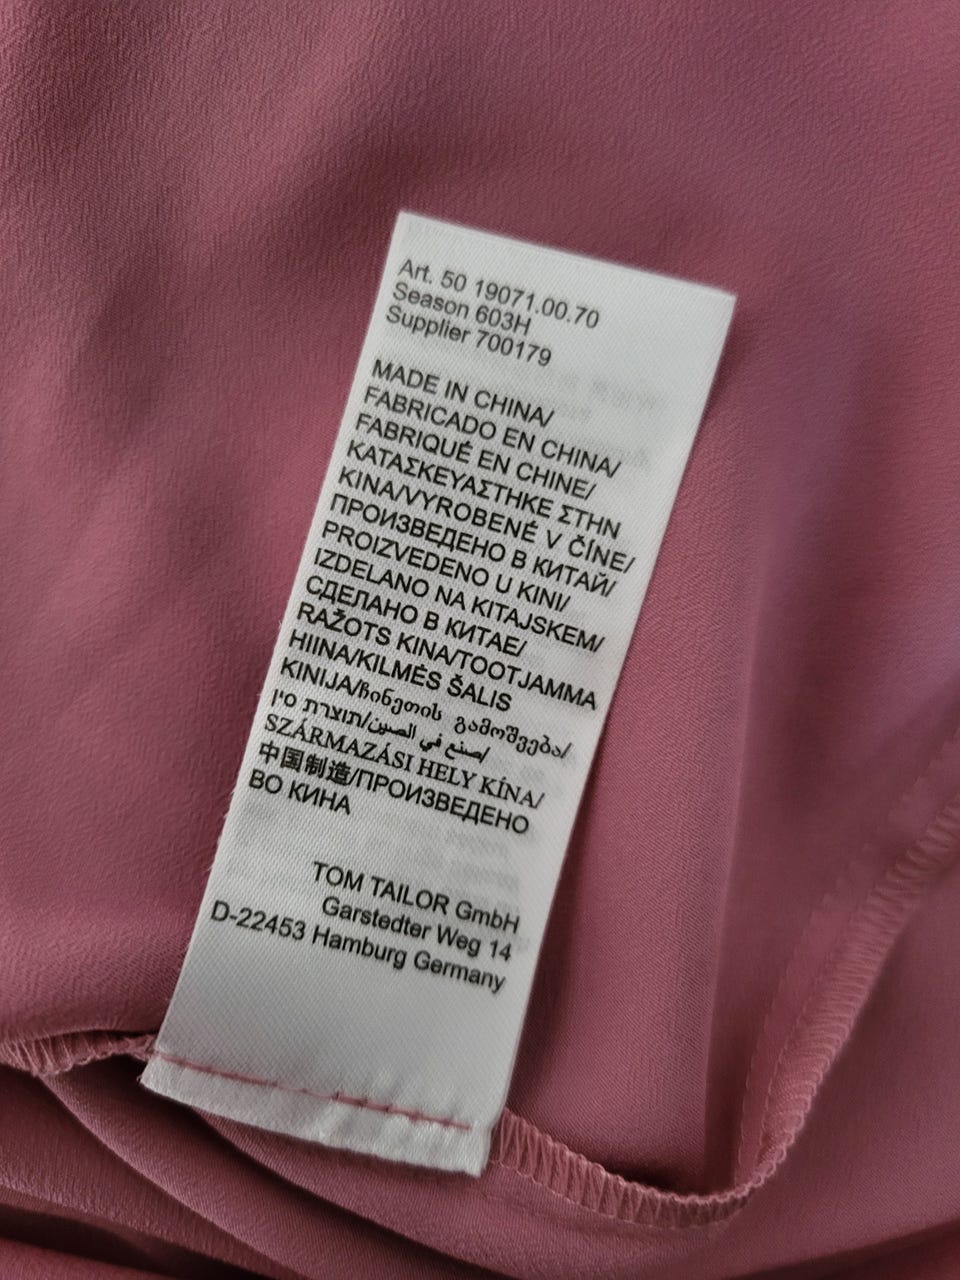 Art. 50 19071.00.70
Season 603H
Supplier 700179
MADE IN CHINA/
FABRICADO EN CHINA/
FABRIQUÉ EN CHINE/
ΚΑΤΑΣΚΕΥΑΣΤΗΚΕ ΣΤΗΝ
ΚΙΝΑ/VYROBENÉ V ČÍNE/
ПРОИЗВЕДЕНО В КИТАЙ/
PROIZVEDENO U KINI/
IZDELANO NA KITAJSKEM/
СДЕЛАНО В КИТАЕ/
RAŽOTS KINA/TOOTJAMMA
HIINA/KILMĖS ŠALIS
KINIJA/ჩინეთის გამოშვება/
תוצרת סין/صنع في الصين/
SZÁRMAZÁSI HELY KÍNA/
中国制造/ПРОИЗВЕДЕНО
ВО КИНА
TOM TAILOR GmbH
Garstedter Weg 14
D-22453 Hamburg Germany